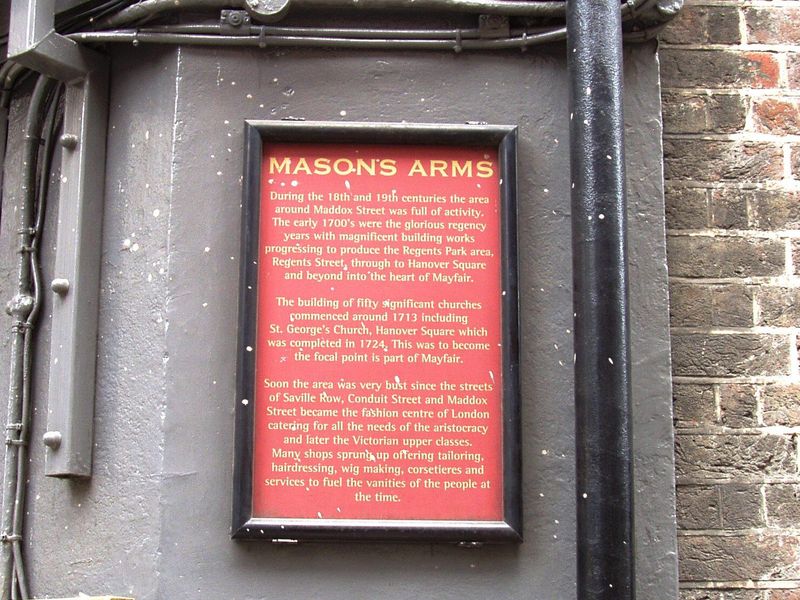 MASON'S ARMS
During the 18th and 19th centuries the area
around Maddox Street was full of activity.
The early 1700's were the glorious regency
years with magnificent building works
progressing to produce the Regents Park area,
Regents Street, through to Hanover Square
and beyond into the heart of Mayfair.
The building of fifty significant churches
commenced around 1713 including
St. George's Church, Hanover Square which
was completed in 1724. This was to become
the focal point is part of Mayfair.
Soon the area was very bust since the streets
of Saville Row, Conduit Street and Maddox
Street became the fashion centre of London
catering for all the needs of the aristocracy
and later the Victorian upper classes.
Many shops sprung up offering tailoring,
hairdressing, wig making, corsetieres and
services to fuel the vanities of the people at
the time.